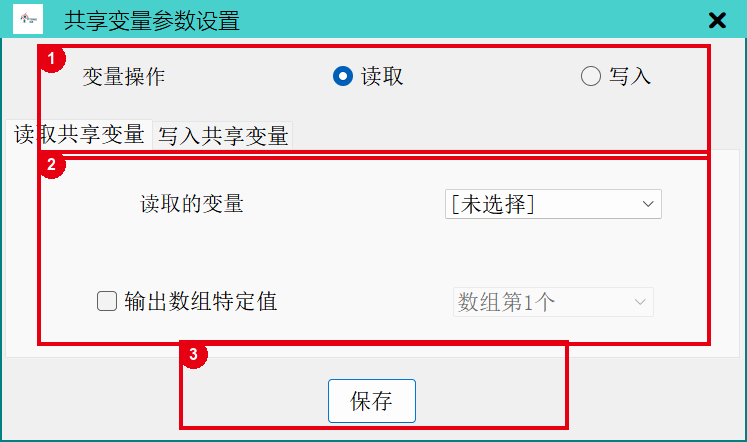 共享变量参数设置
1
变量操作 读取 写入
读取共享变量 写入共享变量
2
读取的变量 [未选择]
输出数组特定值 数组第1个
3
保存